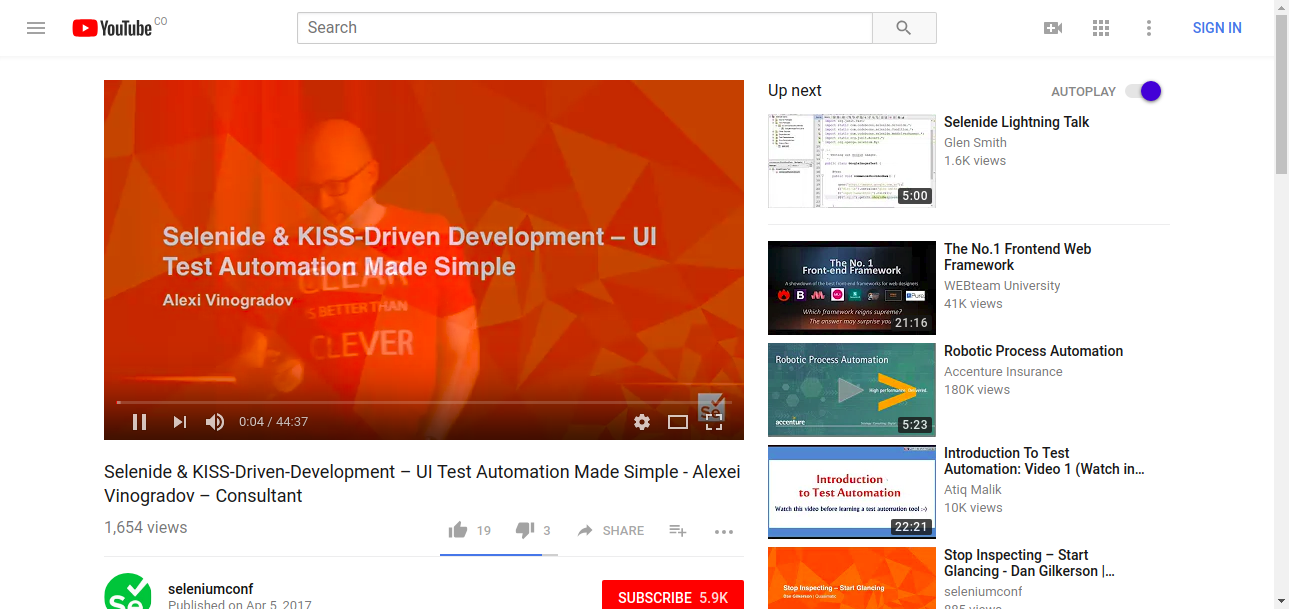 YouTube CO
Search
SIGN IN
Selenide & KISS-Driven Development – UI
Test Automation Made Simple
Alexi Vinogradov
CLEAR
IS BETTER THAN
CLEVER
Se
0:04 / 44:37
Selenide & KISS-Driven-Development – UI Test Automation Made Simple - Alexei
Vinogradov – Consultant
1,654 views
19
3
SHARE
seleniumconf
Published on Apr 5, 2017
SUBSCRIBE 5.9K
Se
Up next
AUTOPLAY
5:00
Selenide Lightning Talk
Glen Smith
1.6K views
The No. 1
Front-end Framework
A showdown of the best front-end frameworks for web designers
Which framework reigns supreme?
The answer may surprise you
21:16
The No.1 Frontend Web
Framework
WEBteam University
41K views
Robotic Process Automation
High performance. Delivered.
accenture
5:23
Robotic Process Automation
Accenture Insurance
180K views
Introduction
to Test Automation
Watch this video before learning a test automation tool :-)
22:21
Introduction To Test
Automation: Video 1 (Watch in…
Atiq Malik
10K views
Stop Inspecting – Start Glancing
Dan Gilkerson | Qualimatic
Stop Inspecting – Start
Glancing - Dan Gilkerson |…
seleniumconf
885 views